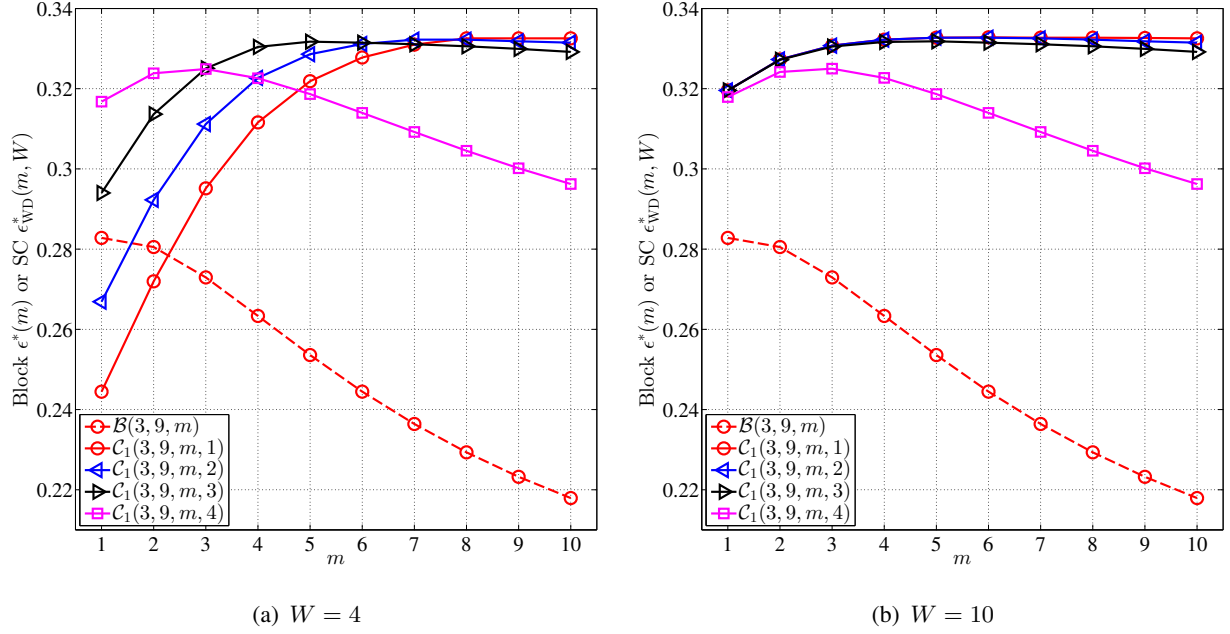 Block ϵ*(m) or SC ϵ*_WD(m, W)
0.34
0.32
0.3
0.28
0.26
0.24
0.22
B(3, 9, m)
C₁(3, 9, m, 1)
C₁(3, 9, m, 2)
C₁(3, 9, m, 3)
C₁(3, 9, m, 4)
1 2 3 4 5 6 7 8 9 10
m
(a) W = 4
Block ϵ*(m) or SC ϵ*_WD(m, W)
0.34
0.32
0.3
0.28
0.26
0.24
0.22
B(3, 9, m)
C₁(3, 9, m, 1)
C₁(3, 9, m, 2)
C₁(3, 9, m, 3)
C₁(3, 9, m, 4)
1 2 3 4 5 6 7 8 9 10
m
(b) W = 10